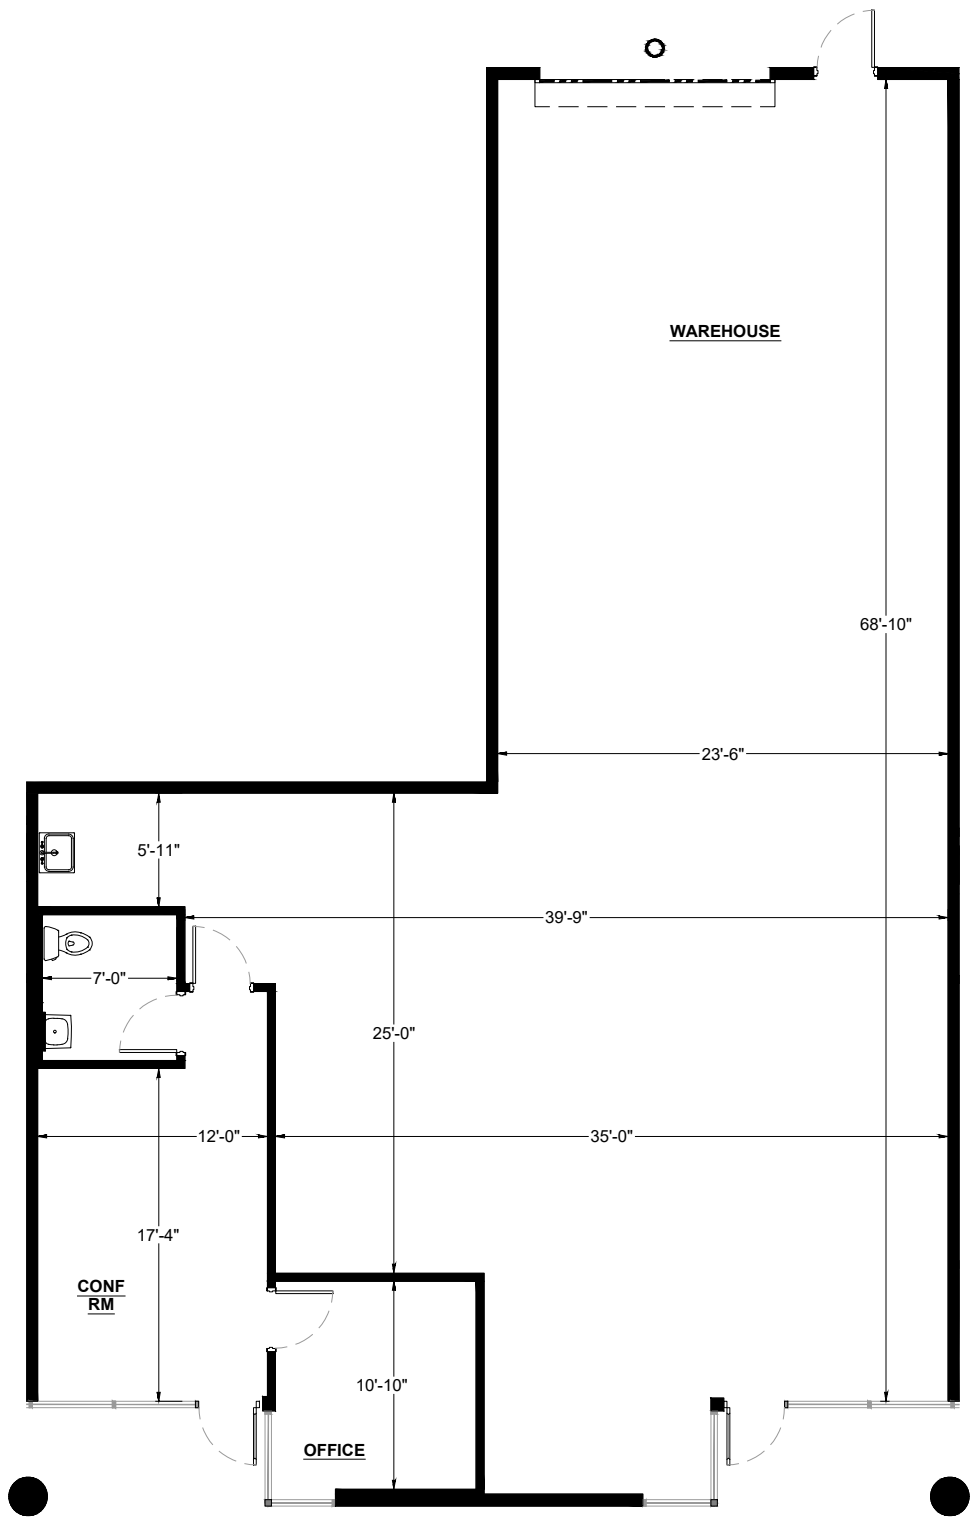 WAREHOUSE
68'-10"
23'-6"
5'-11"
39'-9"
7'-0"
25'-0"
12'-0"
35'-0"
17'-4"
CONF
RM
10'-10"
OFFICE